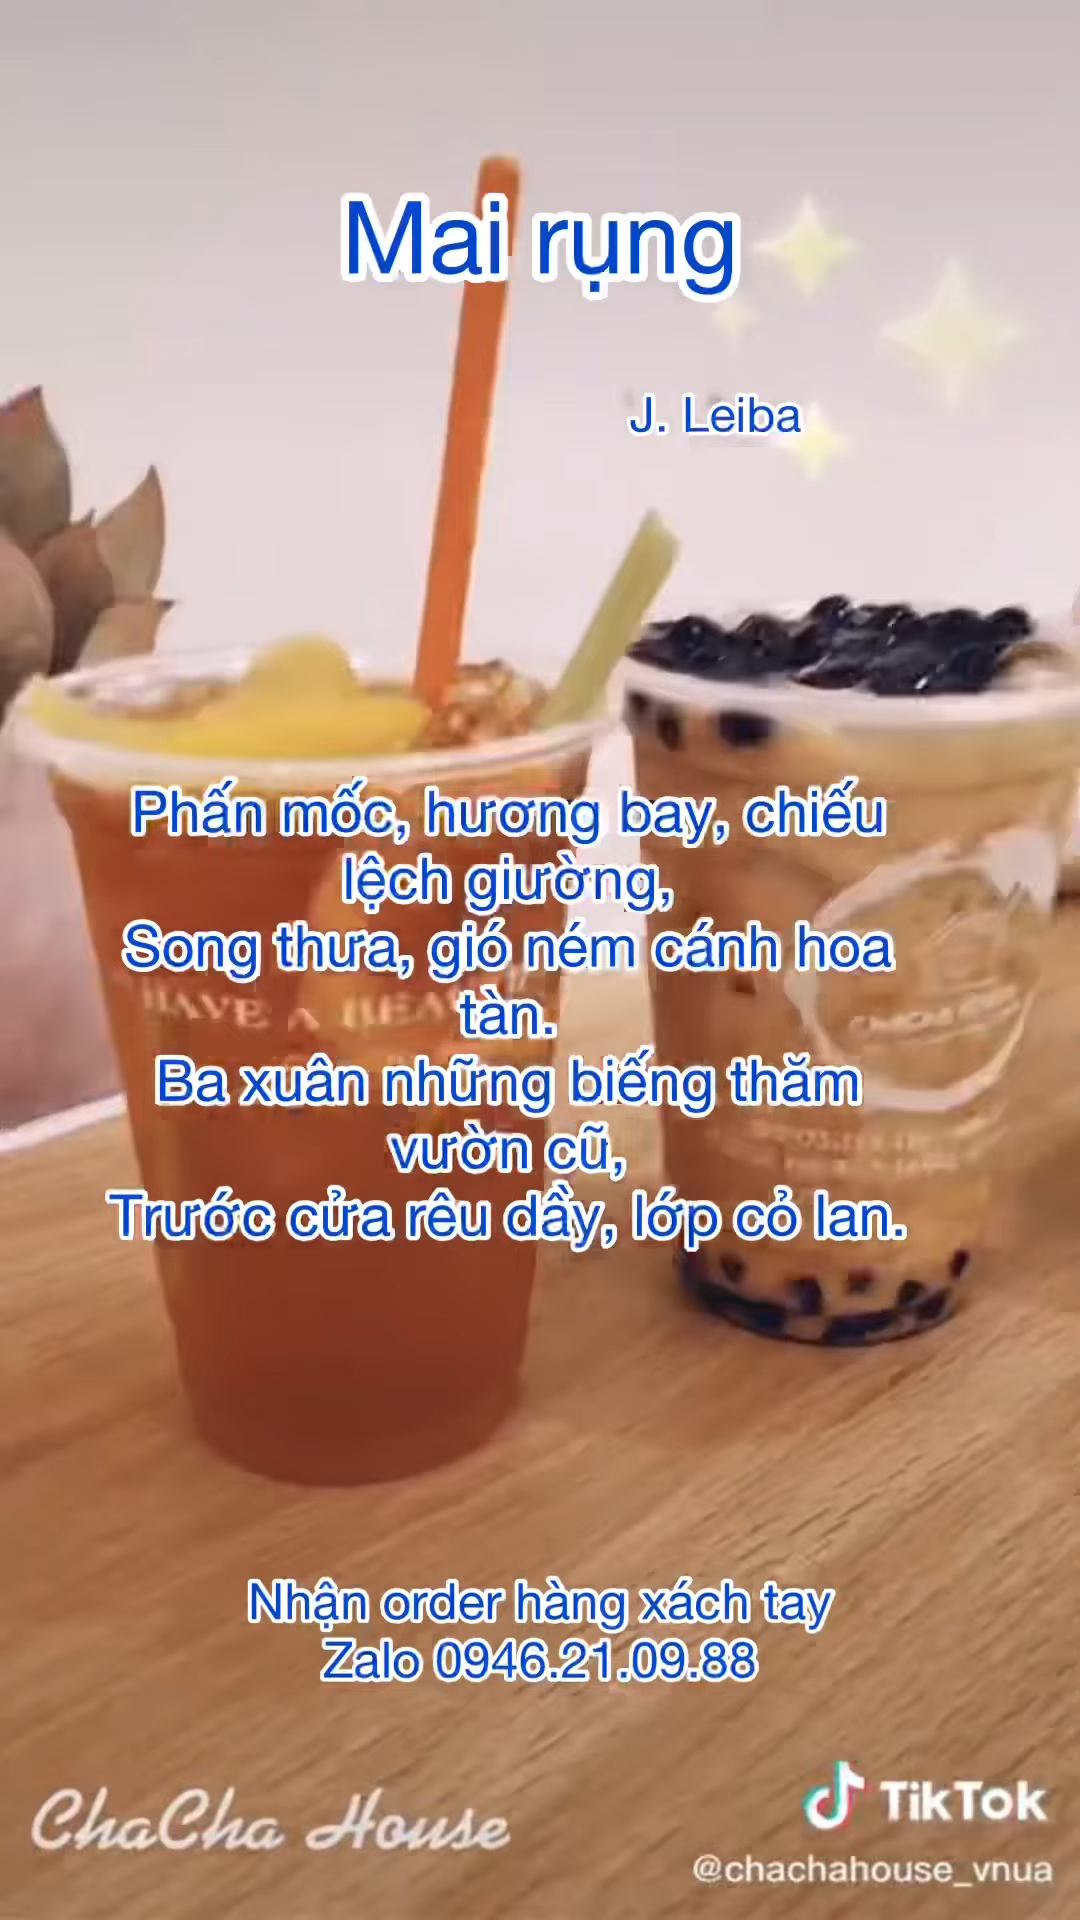 Mai rụng
J. Leiba
Phấn mốc, hương bay, chiếu
lệch giường,
Song thưa, gió ném cánh hoa
tàn.
Ba xuân những biếng thăm
vườn cũ,
Trước cửa rêu dầy, lớp cỏ lan.
HAVE A
Nhận order hàng xách tay
Zalo 0946.21.09.88
ChaCha House
TikTok
@chachahouse_vnua